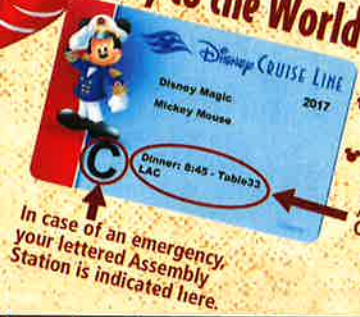 y to the World
Disney CRUISE LINE
2017
Disney Magic
Mickey Mouse
C
Dinner: 8:45 - Table33
LAC
In case of an emergency,
your lettered Assembly
Station is indicated here.